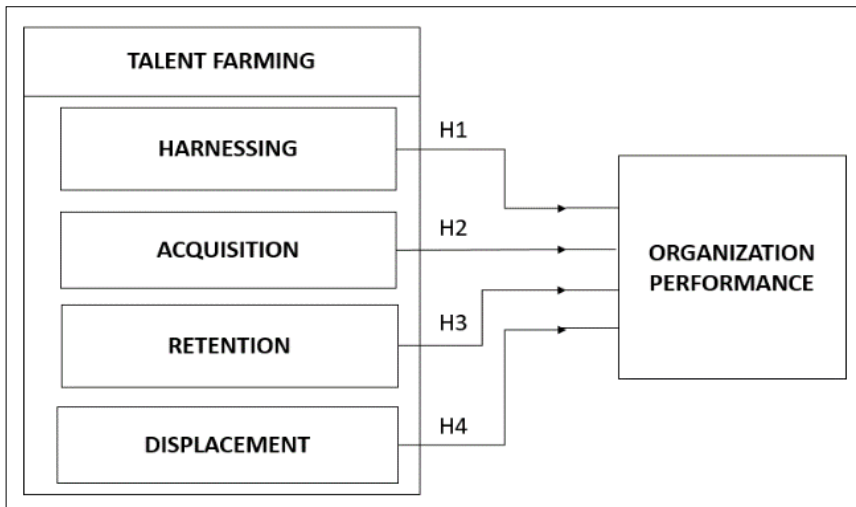 TALENT FARMING
HARNESSING
H1
ACQUISITION
H2
RETENTION
H3
DISPLACEMENT
H4
ORGANIZATION
PERFORMANCE